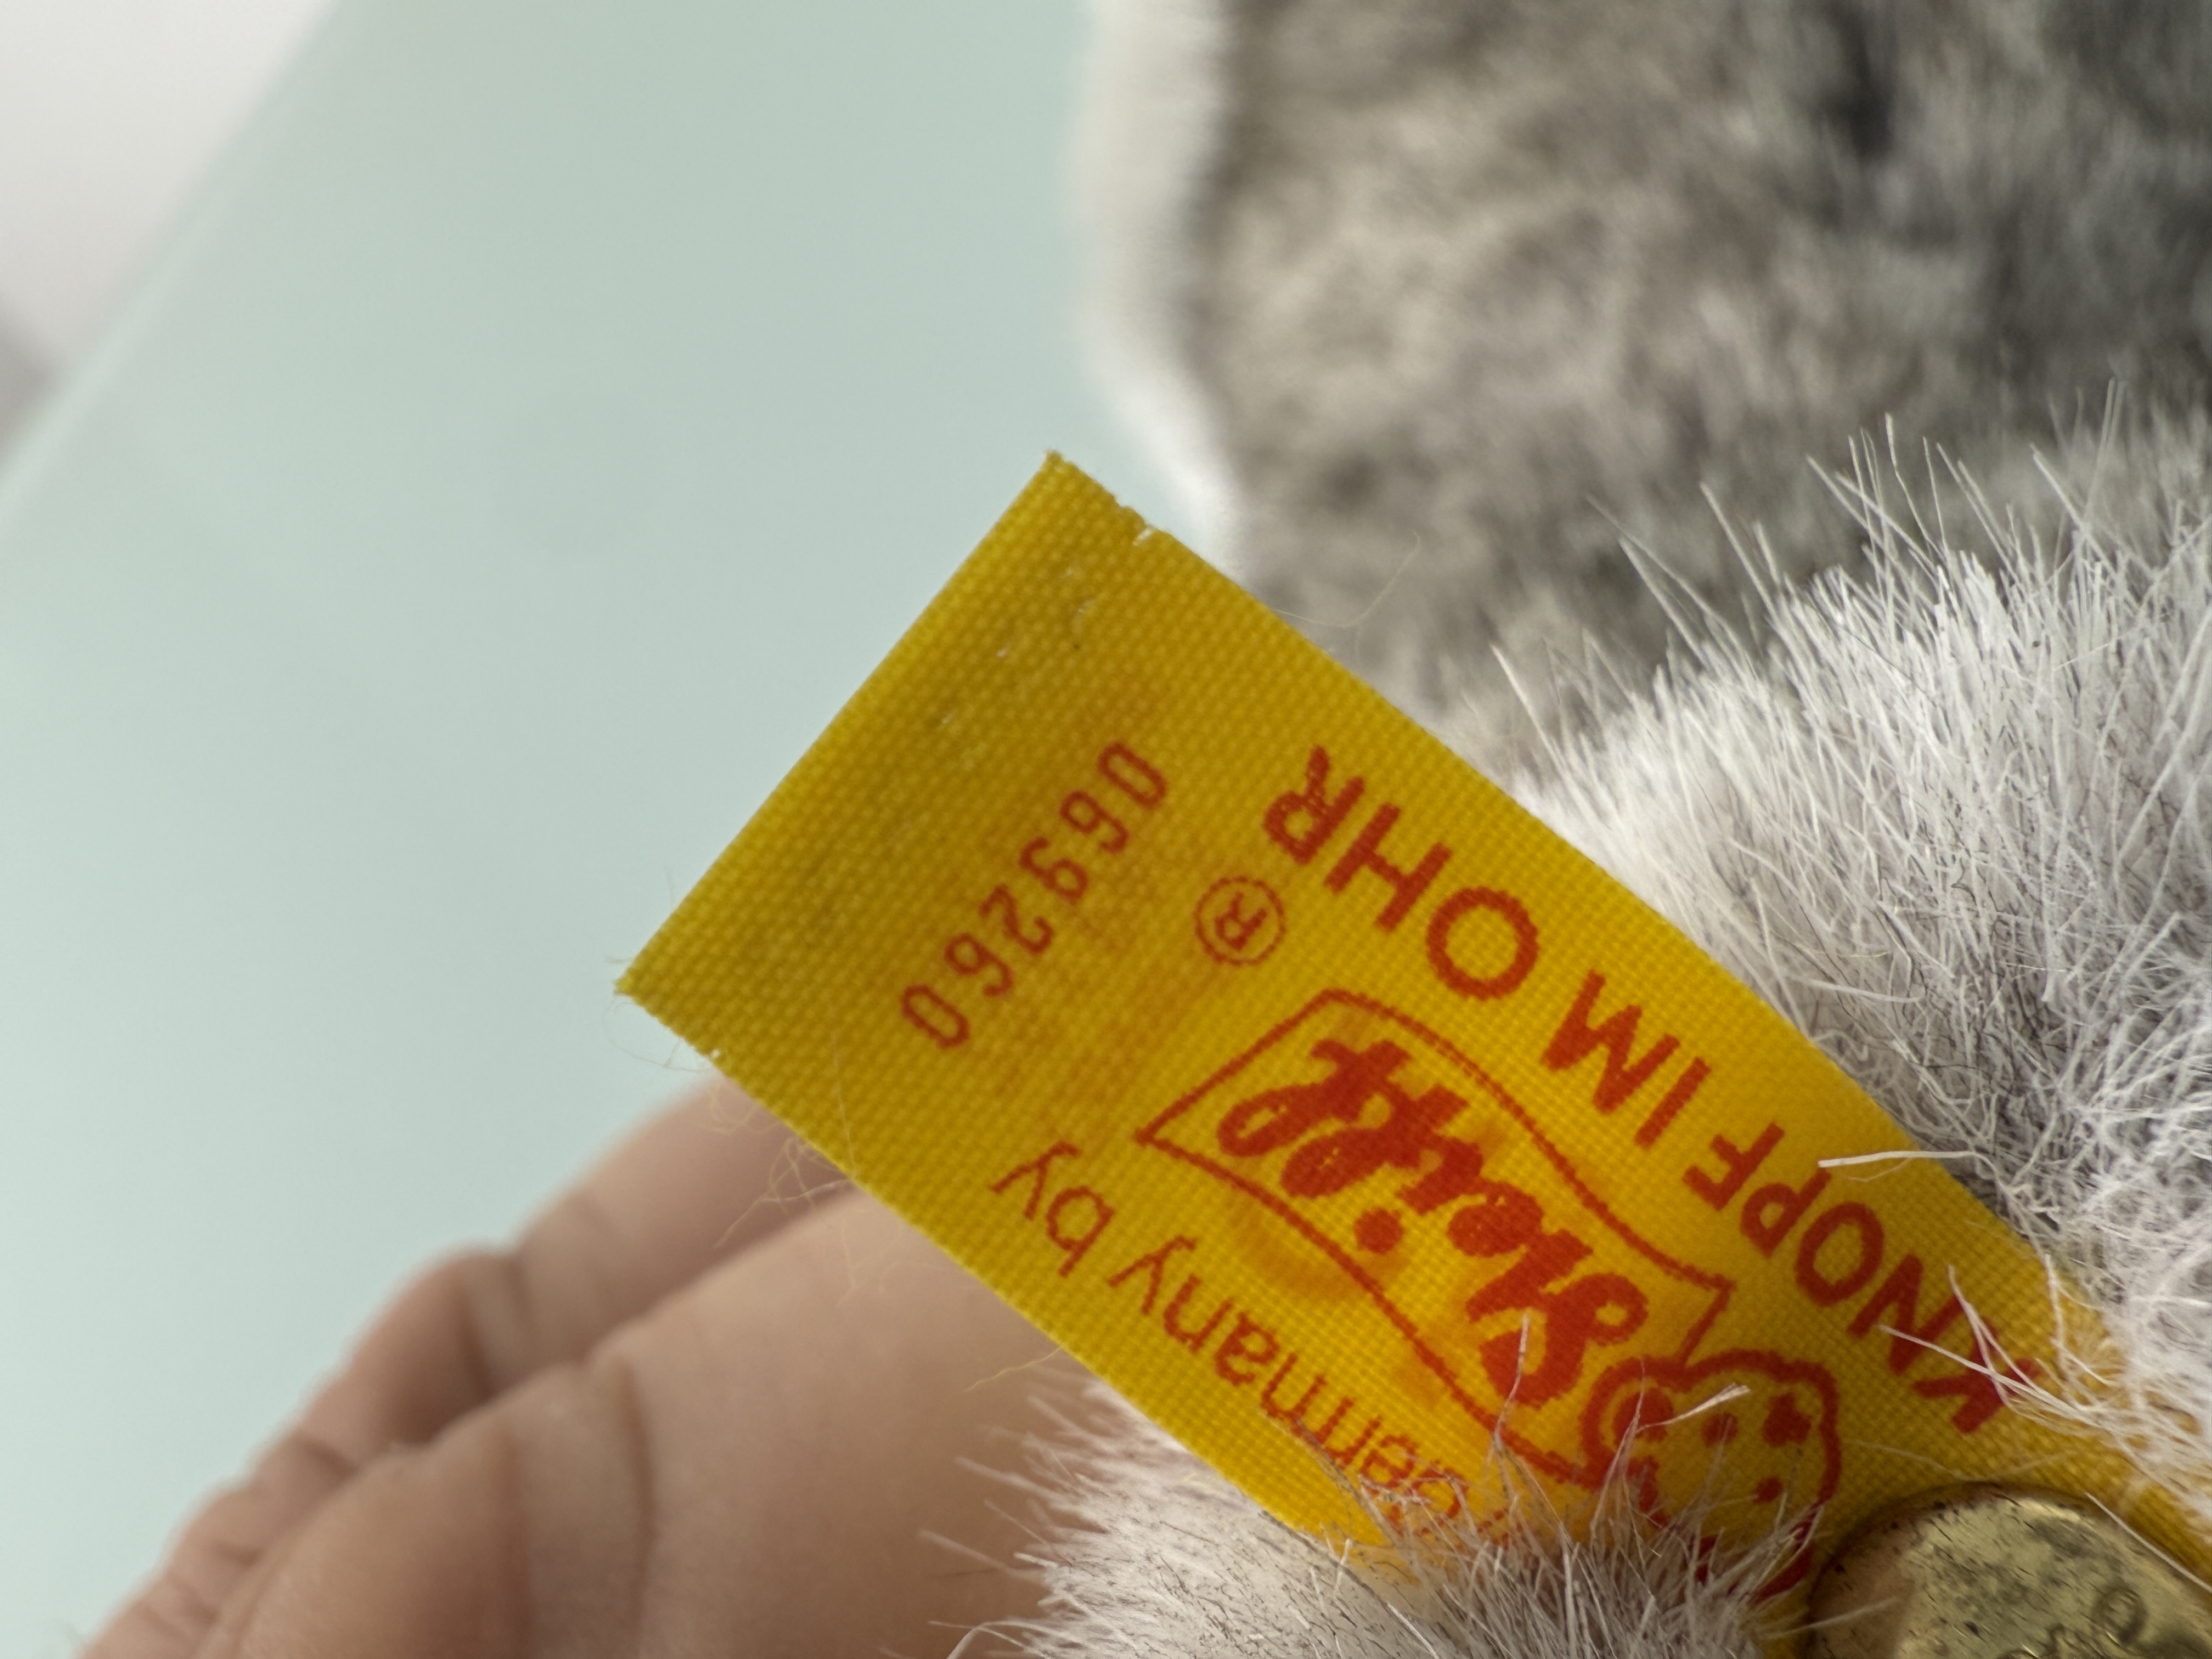 Germany by
Steiff ®
KNOPF IM OHR
069260